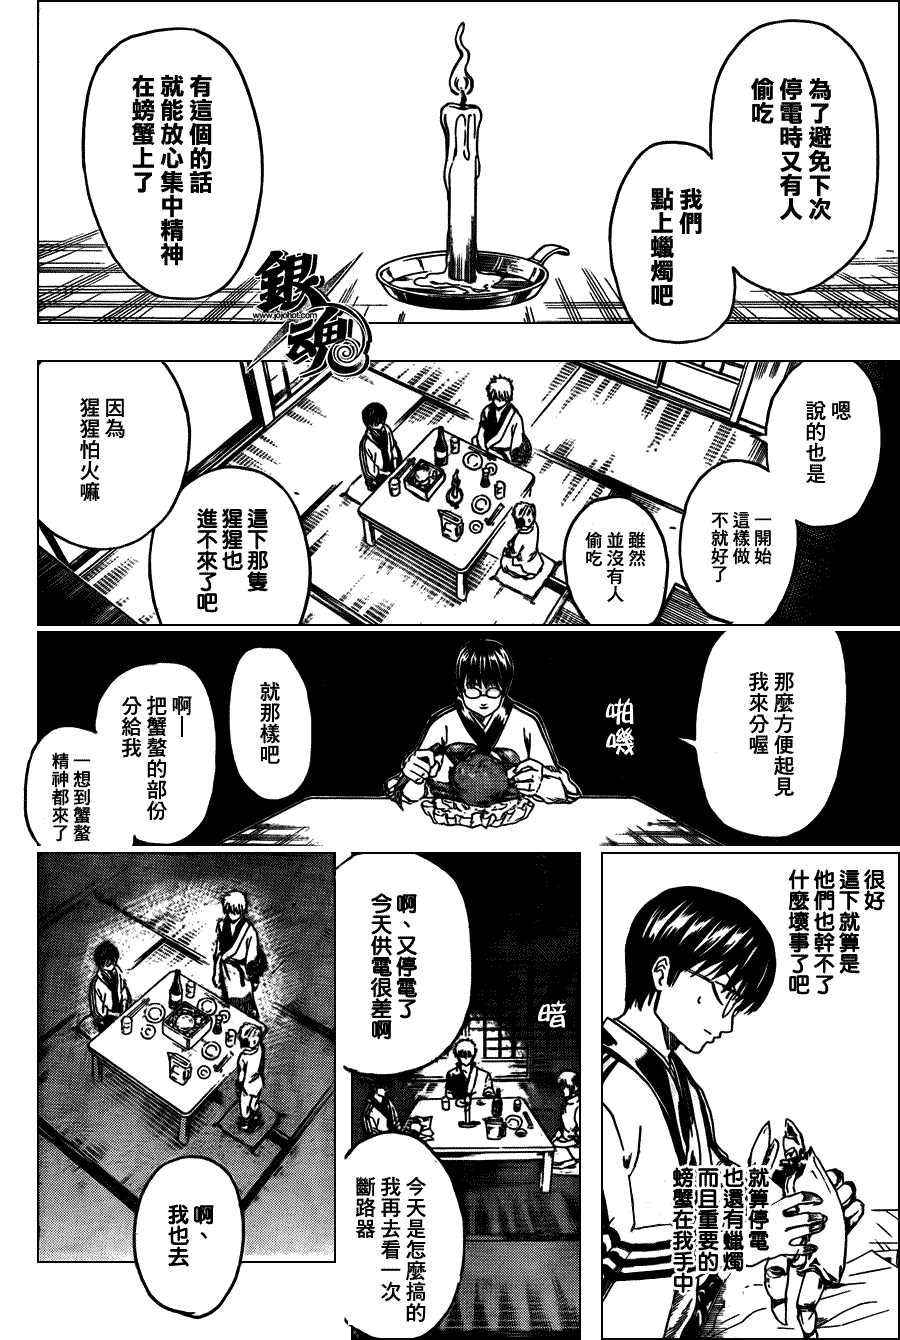 為了避免下次
停電時又有人
偷吃
我們
點上蠟燭吧
有這個的話
就能放心集中精神
在螃蟹上了
銀魂
www.jojohot.com
嗯
說的也是
一開始
這樣做
不就好了
雖然
並沒有人
偷吃
這下那隻
猩猩也
進不來了吧
因為
猩猩怕火嘛
那麼方便起見
我來分喔
啪嘰
就那樣吧
啊—
把蟹螯的部份
分給我
一想到蟹螯
精神都來了
很好
這下就算是
他們也幹不了
什麼壞事了吧
就算停電
也還有蠟燭
而且重要的
螃蟹在我手中
啊、又停電了
今天供電很差啊
暗
今天是怎麼搞的
我再去看一次
斷路器
啊、
我也去